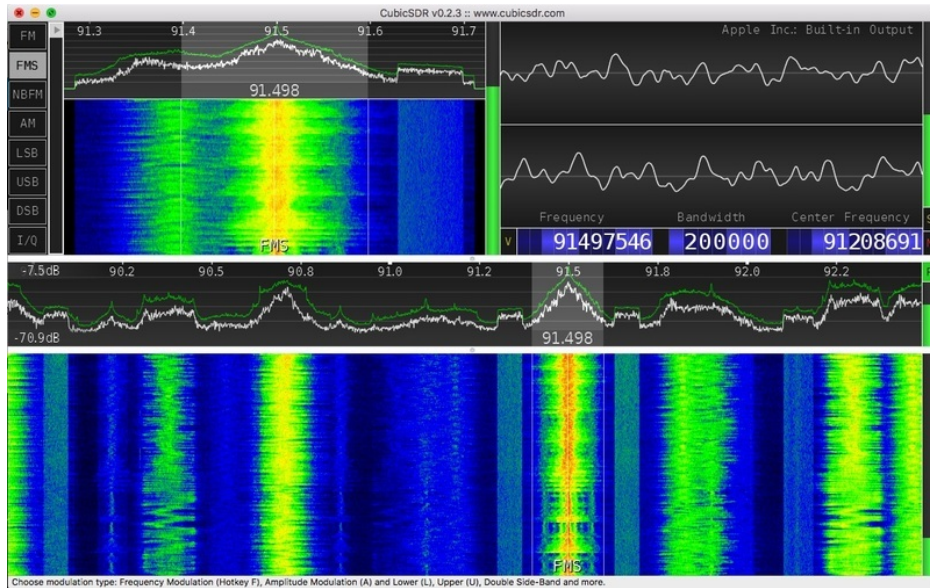 CubicSDR v0.2.3 :: www.cubicsdr.com
FM
FMS
NBFM
AM
LSB
USB
DSB
I/Q
91.3 91.4 91.5 91.6 91.7
91.498
FMS
Apple Inc.: Built-in Output
Frequency Bandwidth Center Frequency
V 91497546 200000 91208691
-7.5dB 90.2 90.5 90.8 91.0 91.2 91.5 91.8 92.0 92.2
-70.9dB
91.498
FMS
Choose modulation type: Frequency Modulation (Hotkey F), Amplitude Modulation (A) and Lower (L), Upper (U), Double Side-Band and more.